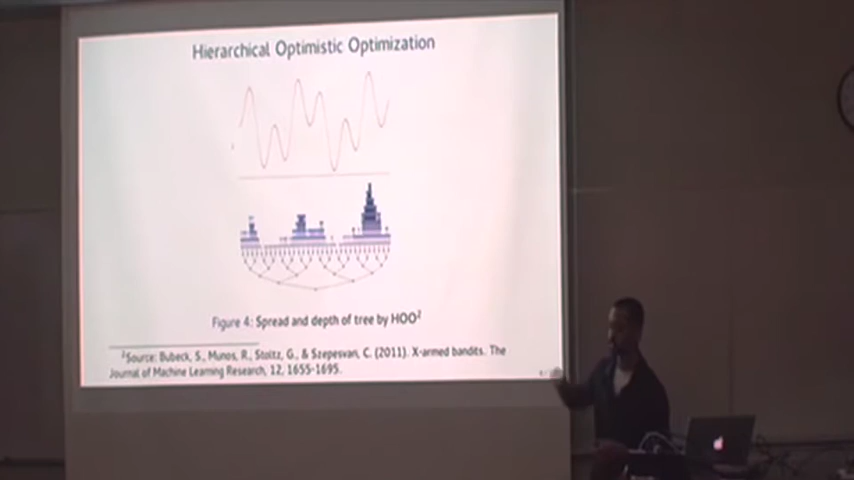 Hierarchical Optimistic Optimization
Figure 4: Spread and depth of tree by HOO²
²Source: Bubeck, S., Munos, R., Stoltz, G., & Szepesvan, C. (2011). X-armed bandits. The
Journal of Machine Learning Research, 12, 1655-1695.